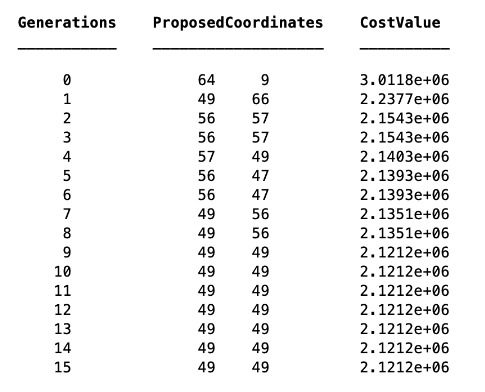 Generations ProposedCoordinates CostValue
0 64 9 3.0118e+06
1 49 66 2.2377e+06
2 56 57 2.1543e+06
3 56 57 2.1543e+06
4 57 49 2.1403e+06
5 56 47 2.1393e+06
6 56 47 2.1393e+06
7 49 56 2.1351e+06
8 49 56 2.1351e+06
9 49 49 2.1212e+06
10 49 49 2.1212e+06
11 49 49 2.1212e+06
12 49 49 2.1212e+06
13 49 49 2.1212e+06
14 49 49 2.1212e+06
15 49 49 2.1212e+06